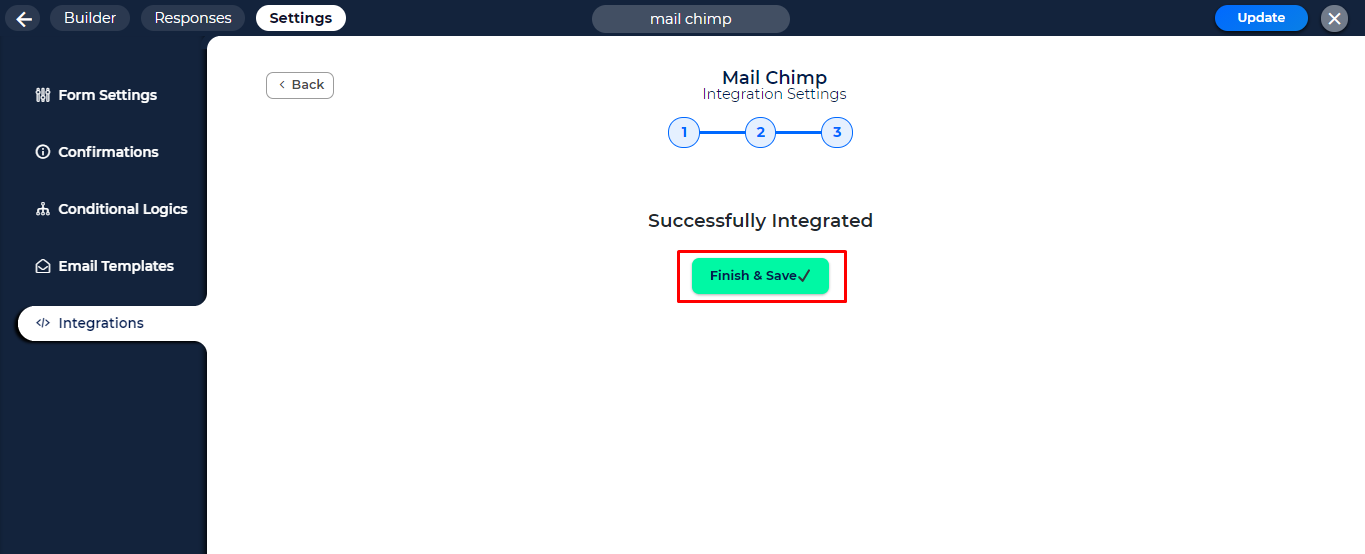 Builder
Responses
Settings
mail chimp
Update
Form Settings
Confirmations
Conditional Logics
Email Templates
Integrations
Back
Mail Chimp
Integration Settings
1
2
3
Successfully Integrated
Finish & Save✓